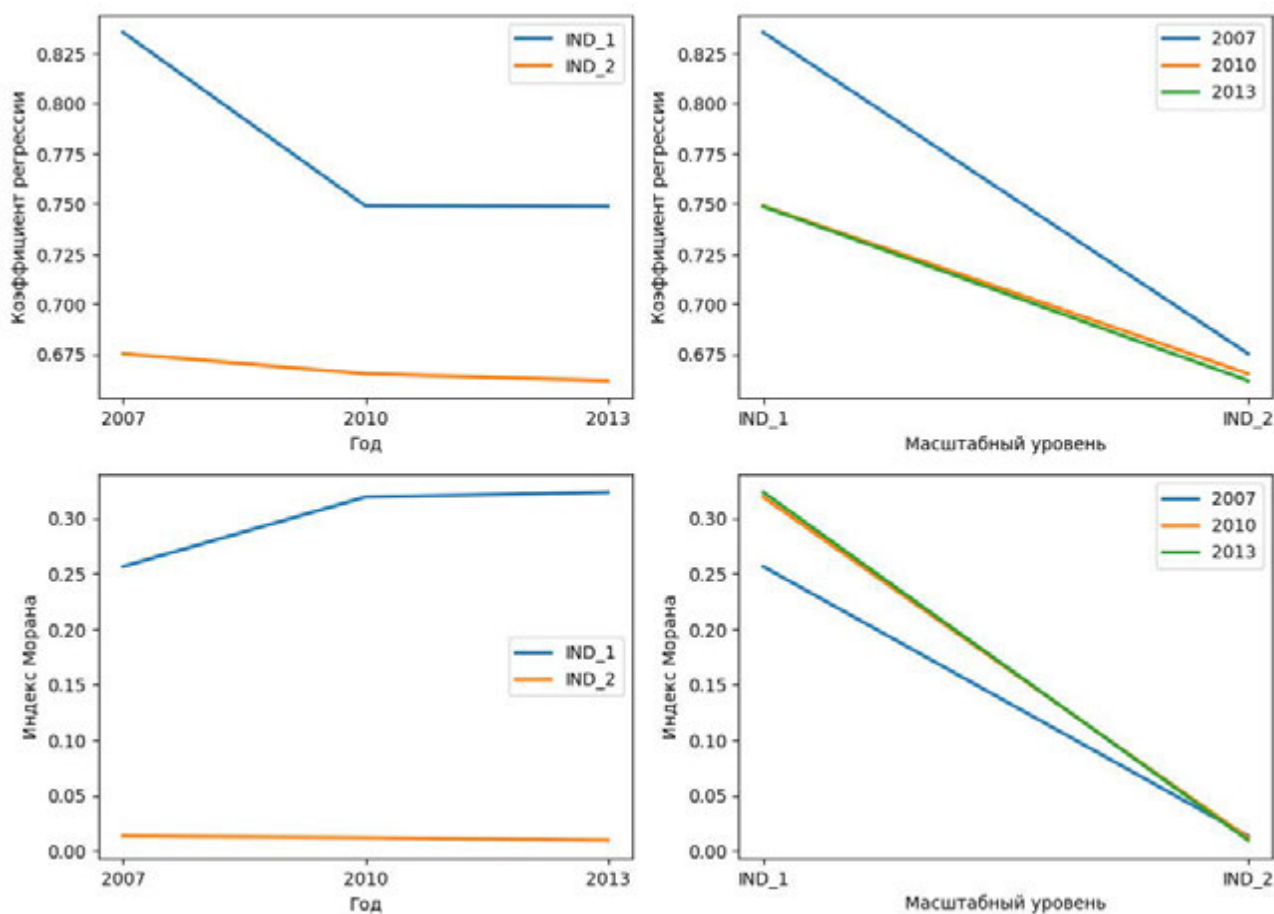 Коэффициент регрессии
0.825
0.800
0.775
0.750
0.725
0.700
0.675
IND_1
IND_2
2007
2010
2013
Год
Коэффициент регрессии
0.825
0.800
0.775
0.750
0.725
0.700
0.675
2007
2010
2013
IND_1
IND_2
Масштабный уровень
Индекс Морана
0.30
0.25
0.20
0.15
0.10
0.05
0.00
IND_1
IND_2
2007
2010
2013
Год
Индекс Морана
0.30
0.25
0.20
0.15
0.10
0.05
0.00
2007
2010
2013
IND_1
IND_2
Масштабный уровень